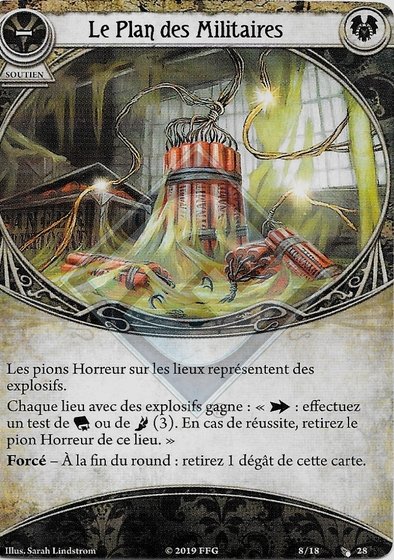 Le Plan des Militaires
SOUTIEN
Les pions Horreur sur les lieux représentent des
explosifs.
Chaque lieu avec des explosifs gagne : « : effectuez
un test de ou de (3). En cas de réussite, retirez le
pion Horreur de ce lieu. »
Forcé – À la fin du round : retirez 1 dégât de cette carte.
Illus. Sarah Lindstrom
© 2019 FFG
8/18
28